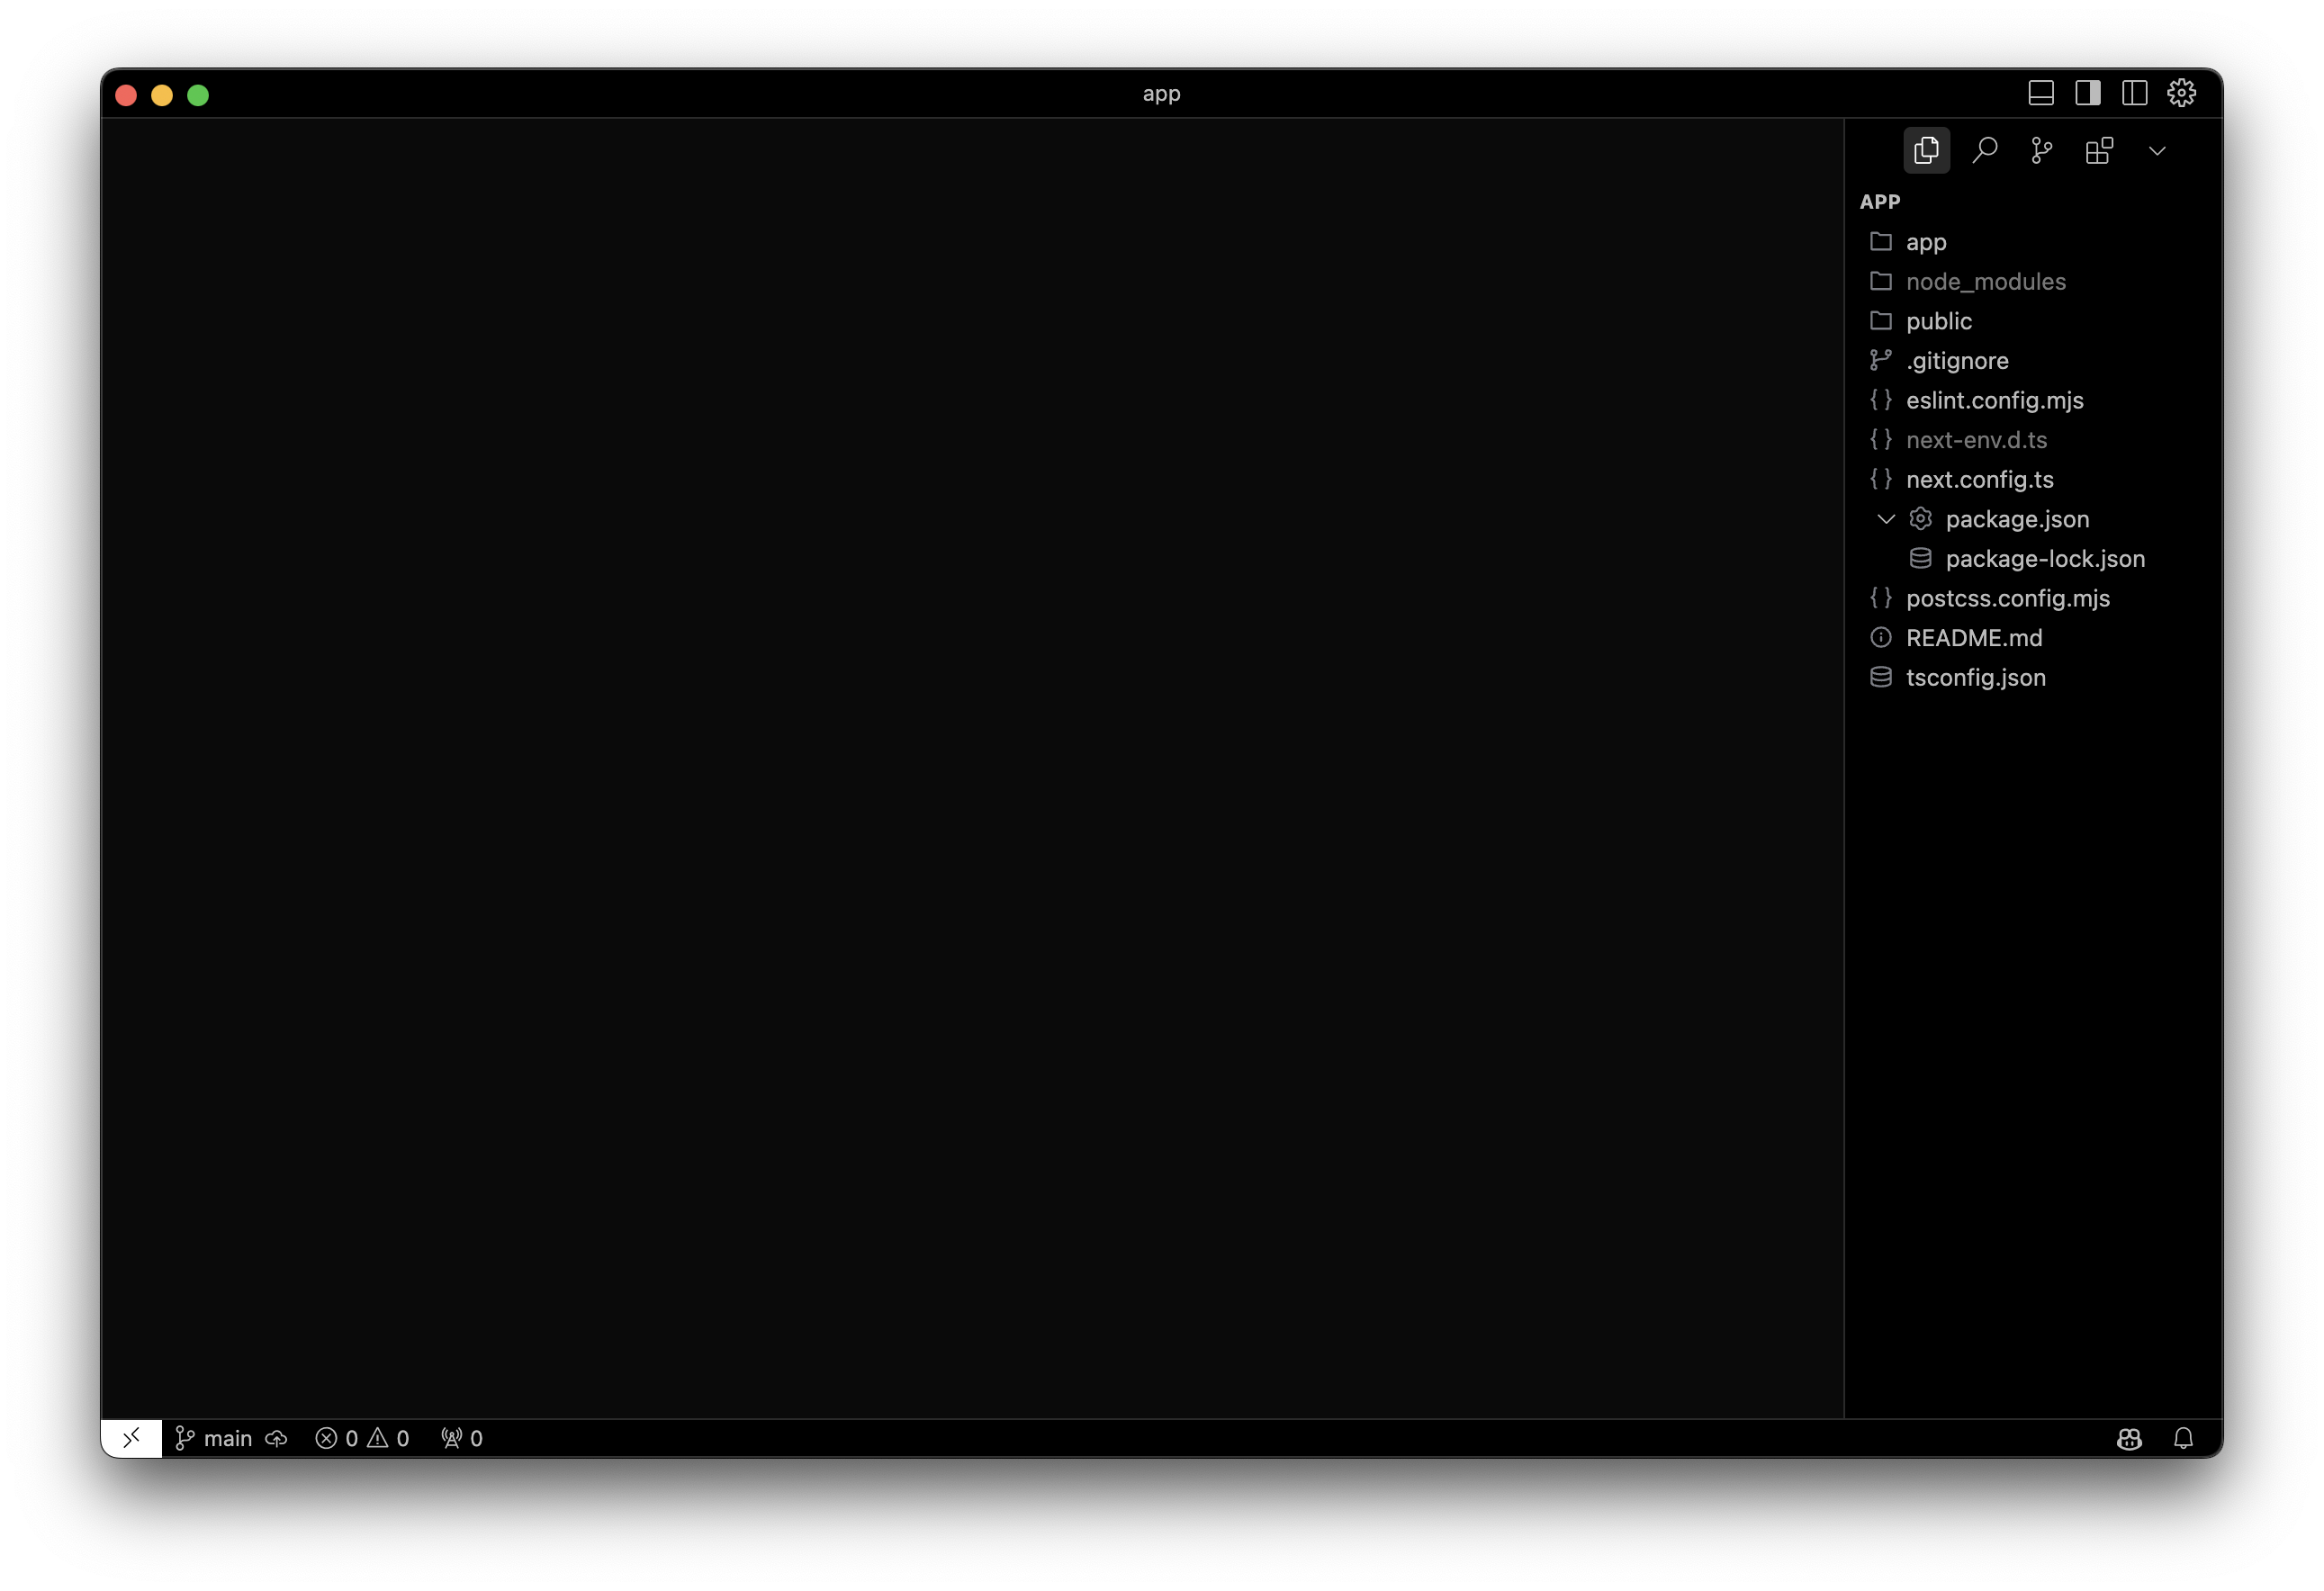 app
APP
app
node_modules
public
.gitignore
eslint.config.mjs
next-env.d.ts
next.config.ts
package.json
package-lock.json
postcss.config.mjs
README.md
tsconfig.json
main 0 0 0